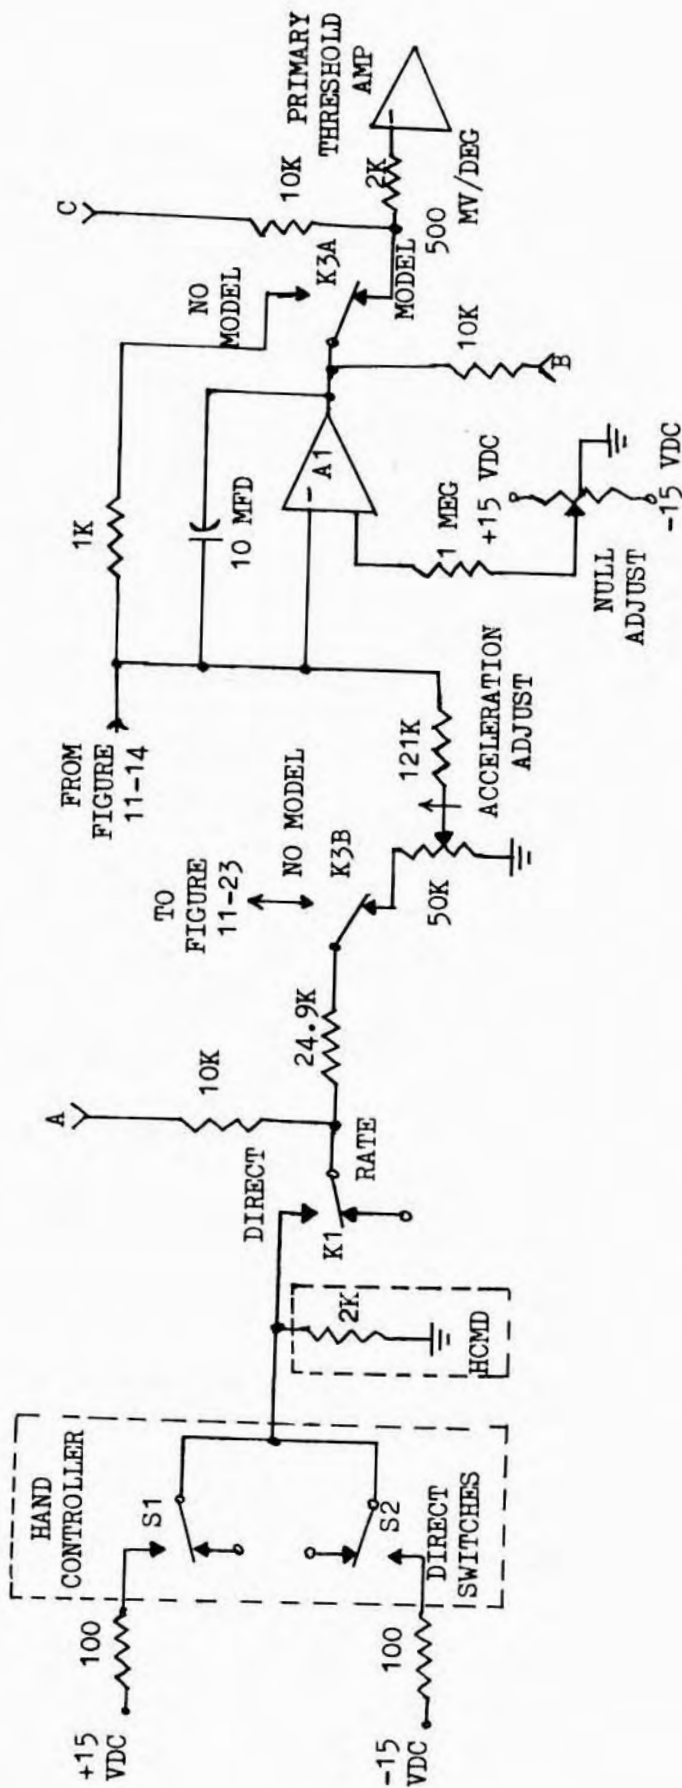 +15
VDC
100
-15
VDC
100
HAND
CONTROLLER
S1
S2
DIRECT
SWITCHES
2K
HCMD
DIRECT
K1
RATE
A
10K
24.9K
TO
FIGURE
11-23
NO MODEL
K3B
50K
121K
ACCELERATION
ADJUST
FROM
FIGURE
11-14
1K
10 MFD
-
A1
1 MEG
+15 VDC
NULL
ADJUST
-15 VDC
NO
MODEL
K3A
MODEL
10K
B
C
10K
2K
500
MV/DEG
-
PRIMARY
THRESHOLD
AMP